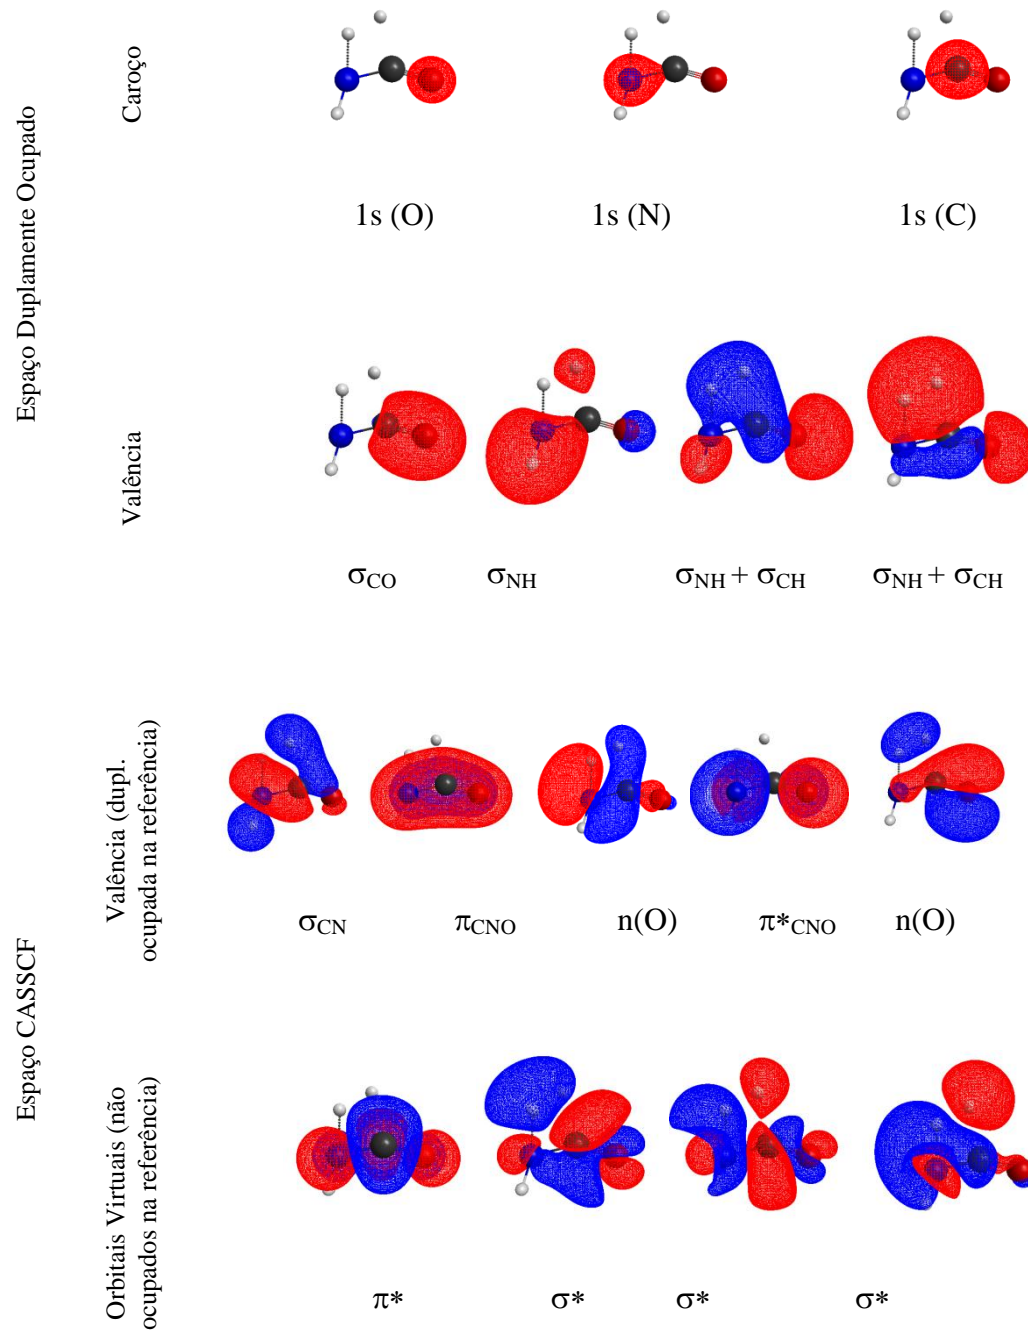 Espaço Duplamente Ocupado
Caroço
1s (O) 1s (N) 1s (C)
Valência
σCO σNH σNH + σCH σNH + σCH
Espaço CASSCF
Valência (dupl.
ocupada na referência)
σCN πCNO n(O) π*CNO n(O)
Orbitais Virtuais (não
ocupados na referência)
π* σ* σ* σ*